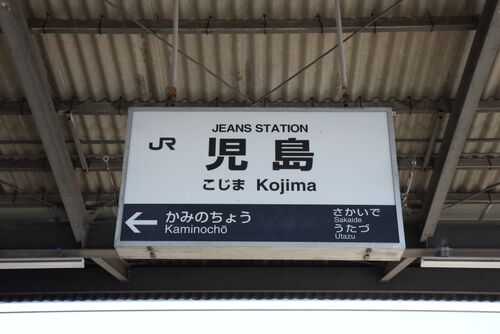 JEANS STATION
JR 児島
こじま Kojima
← かみのちょう
Kaminochō
さかいで
Sakaide
うたづ
Utazu